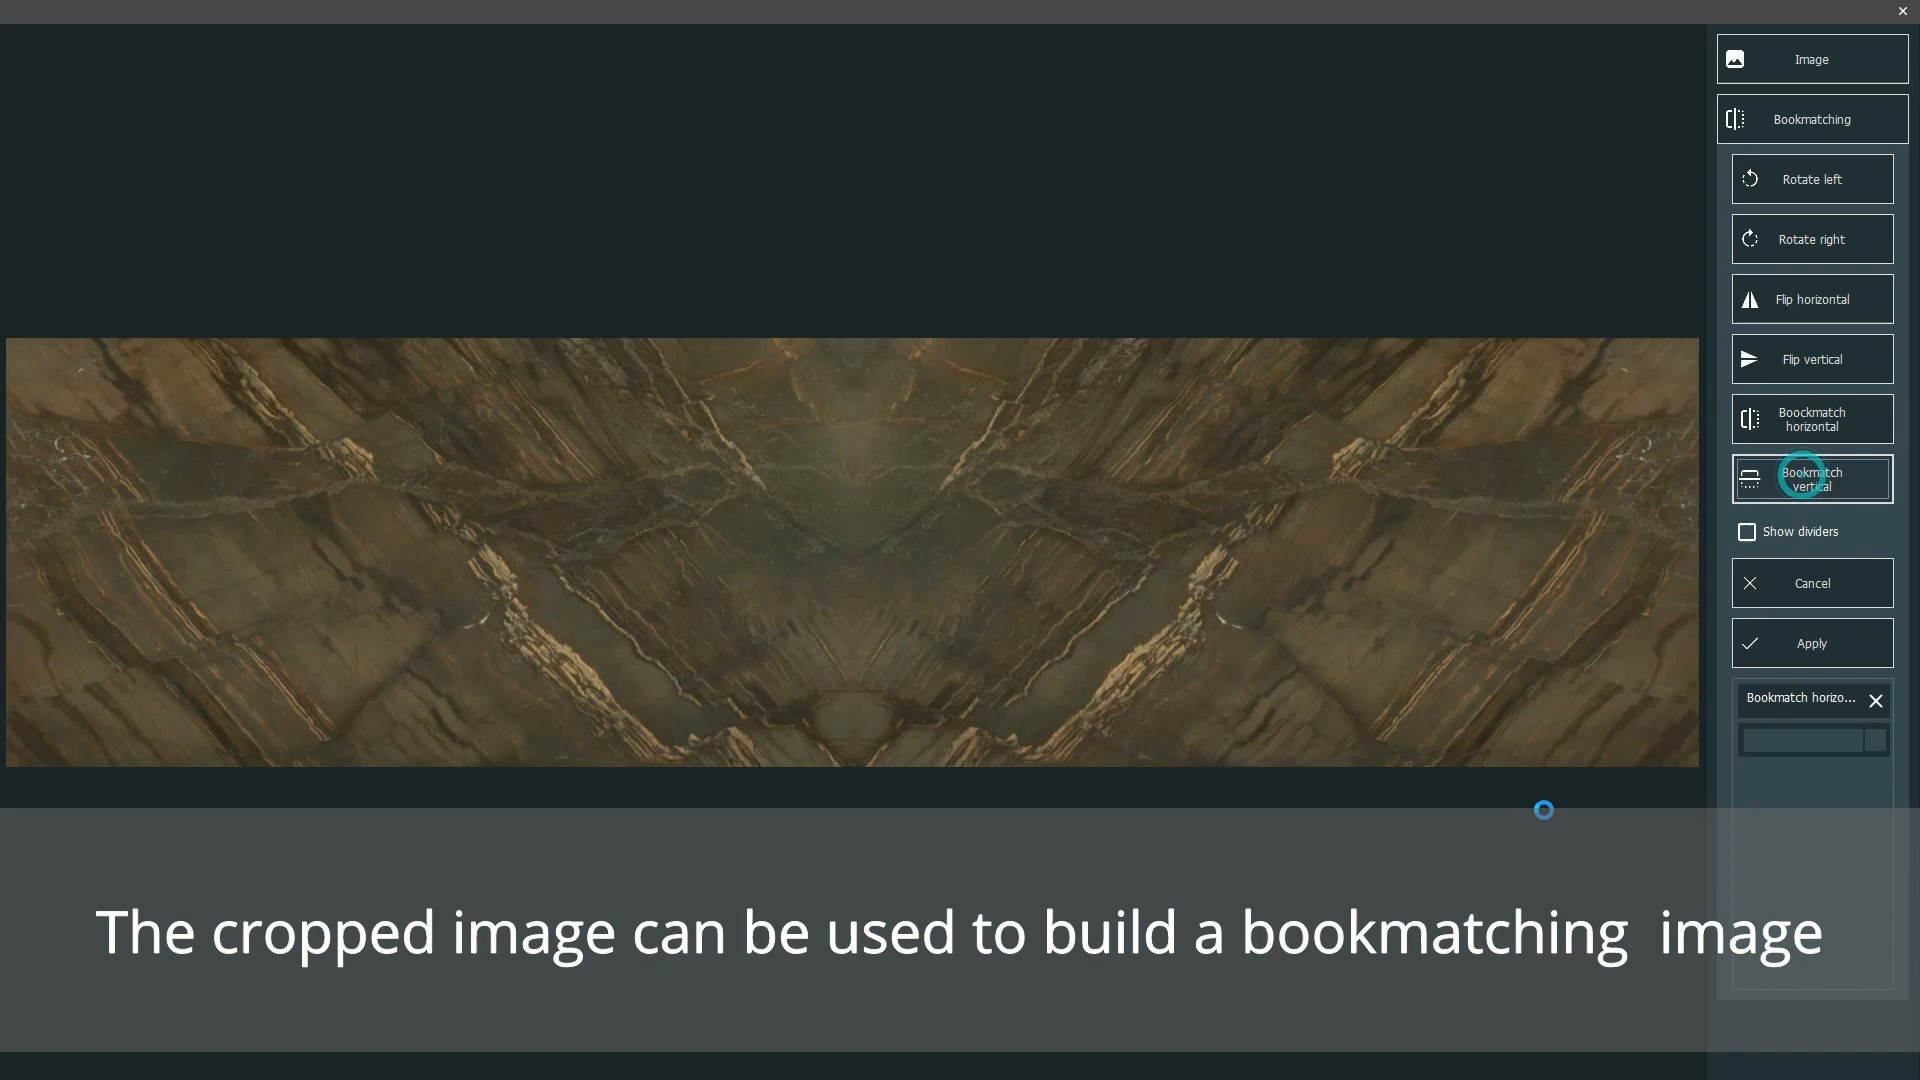 Image
Bookmatching
Rotate left
Rotate right
Flip horizontal
Flip vertical
Boockmatch
horizontal
Bookmatch
vertical
Show dividers
Cancel
Apply
Bookmatch horizo...
The cropped image can be used to build a bookmatching  image